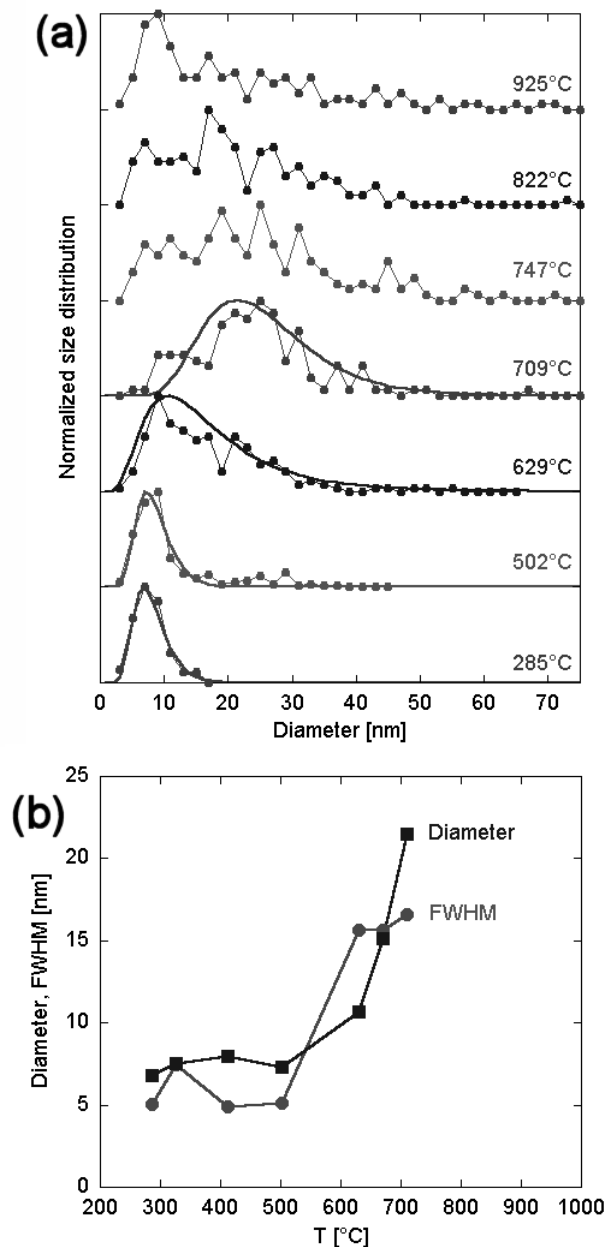 (a)
Normalized size distribution
925°C
822°C
747°C
709°C
629°C
502°C
285°C
0 10 20 30 40 50 60 70
Diameter [nm]
(b)
Diameter, FWHM [nm]
25
20
15
10
5
0
Diameter
FWHM
200 300 400 500 600 700 800 900 1000
T [°C]